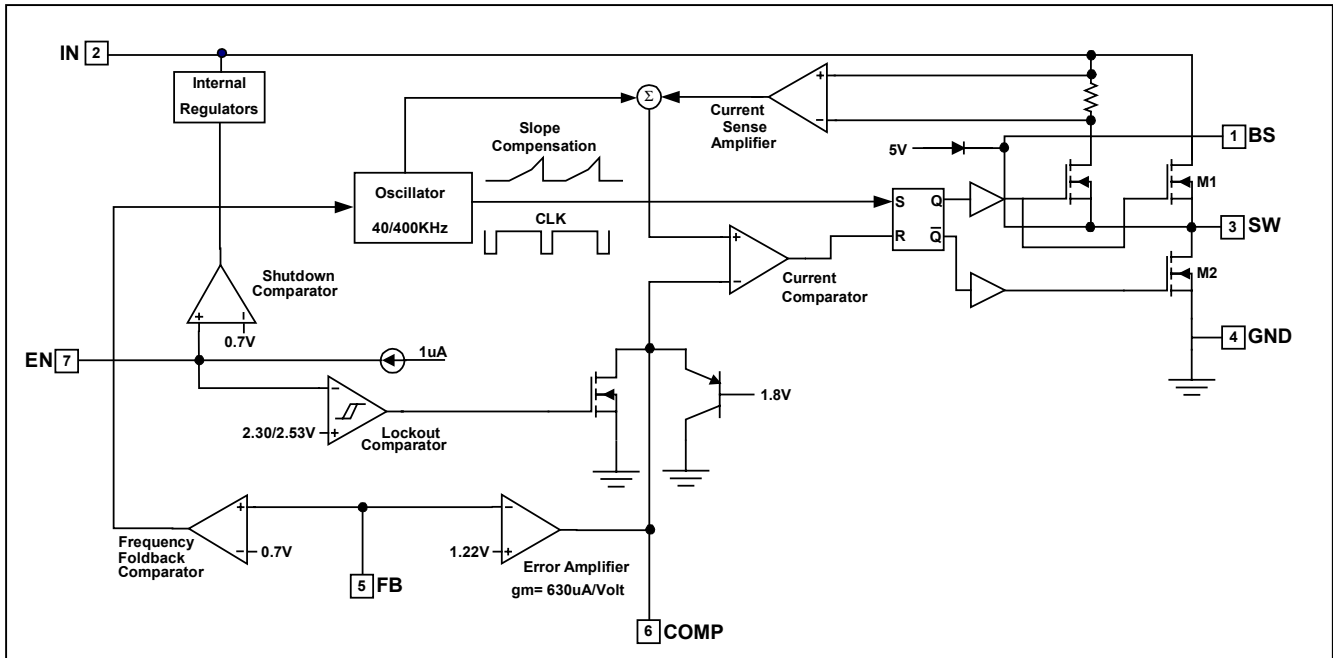 IN 2
Internal
Regulators
Σ
+
−
Current
Sense
Amplifier
Slope
Compensation
5V
1 BS
Oscillator
40/400KHz
CLK
S Q
R Q̅
M1
3 SW
M2
+
−
Current
Comparator
Shutdown
Comparator
+ −
0.7V
4 GND
EN 7
1uA
−
+
2.30/2.53V
Lockout
Comparator
1.8V
+
−
0.7V
Frequency
Foldback
Comparator
−
+
1.22V
Error Amplifier
gm= 630uA/Volt
5 FB
6 COMP